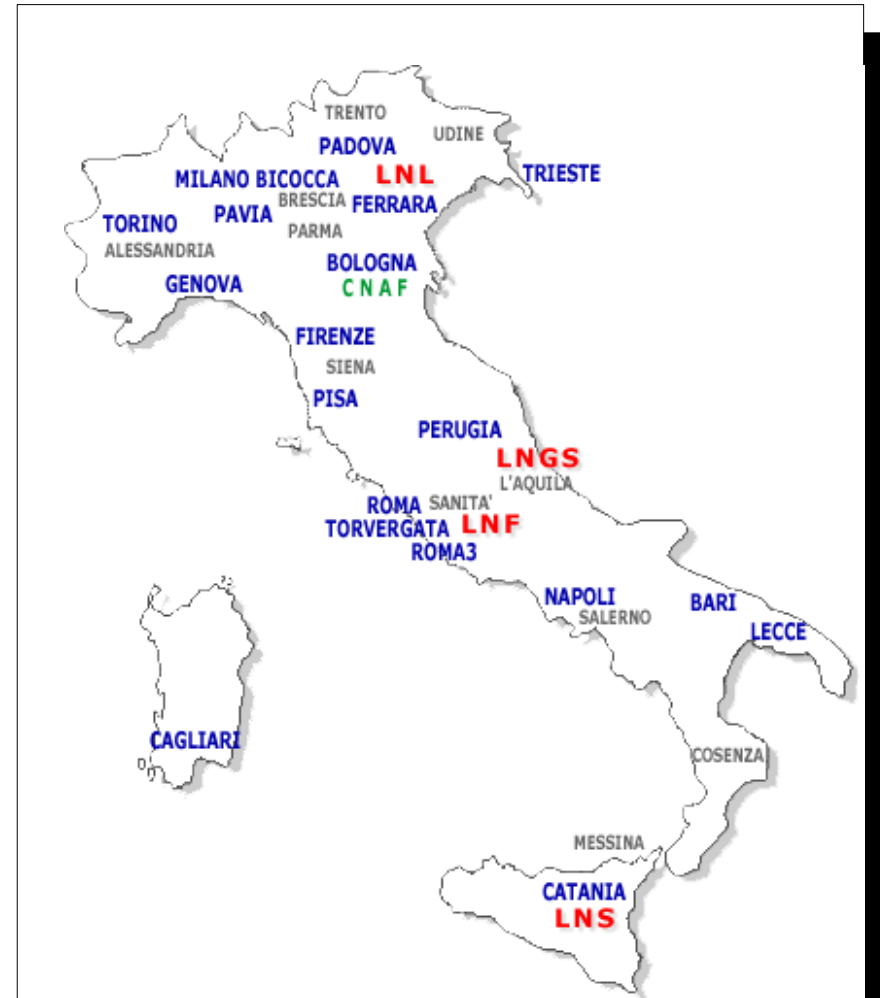 TRENTO
UDINE
PADOVA
LNL
TRIESTE
MILANO BICOCCA
BRESCIA
FERRARA
PAVIA
TORINO
PARMA
ALESSANDRIA
BOLOGNA
GENOVA
CNAF
FIRENZE
SIENA
PISA
PERUGIA
LNGS
L'AQUILA
ROMA
SANITA'
TORVERGATA
LNF
ROMA3
NAPOLI
BARI
SALERNO
LECCE
CAGLIARI
COSENZA
MESSINA
CATANIA
LNS